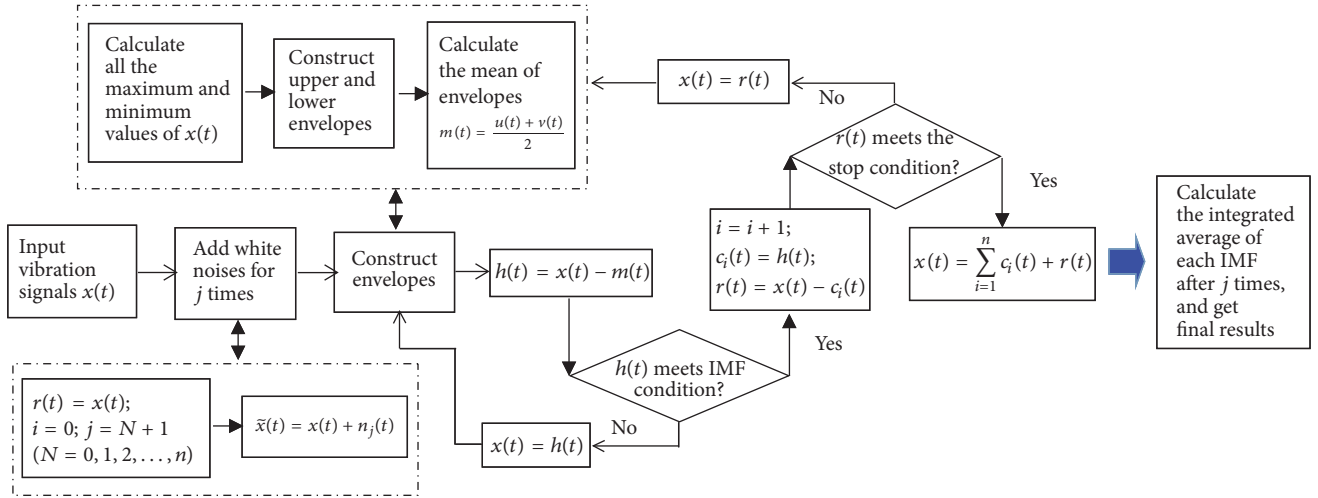 Calculate
all the
maximum and
minimum
values of x(t)
Construct
upper and
lower
envelopes
Calculate
the mean of
envelopes
m(t) = \frac{u(t) + v(t)}{2}
x(t) = r(t)
No
r(t) meets the
stop condition?
Yes
Input
vibration
signals x(t)
Add white
noises for
j times
Construct
envelopes
h(t) = x(t) − m(t)
i = i + 1;
c_i(t) = h(t);
r(t) = x(t) − c_i(t)
x(t) = \sum_{i=1}^{n} c_i(t) + r(t)
Calculate
the integrated
average of
each IMF
after j times,
and get
final results
Yes
h(t) meets IMF
condition?
No
x(t) = h(t)
r(t) = x(t);
i = 0; j = N + 1
(N = 0, 1, 2, . . . , n)
x̃(t) = x(t) + n_j(t)